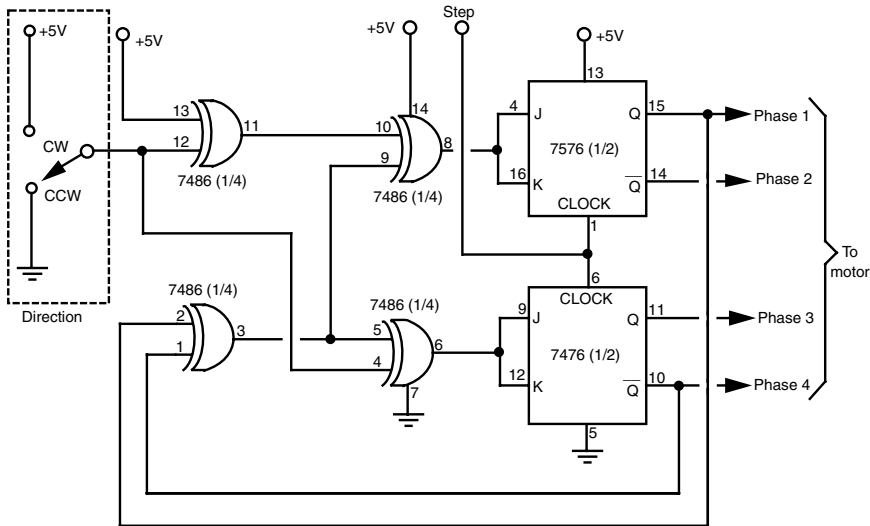 Step
+5V
+5V
+5V
+5V
13
14
13
11
12
CW
CCW
7486 (1/4)
10
9
8
7486 (1/4)
4
J
Q
15
Phase 1
7576 (1/2)
16
K
Q
14
Phase 2
CLOCK
1
6
To
motor
Direction
7486 (1/4)
2
1
3
7486 (1/4)
5
4
6
7
CLOCK
9
J
Q
11
Phase 3
7476 (1/2)
12
K
Q
10
Phase 4
5